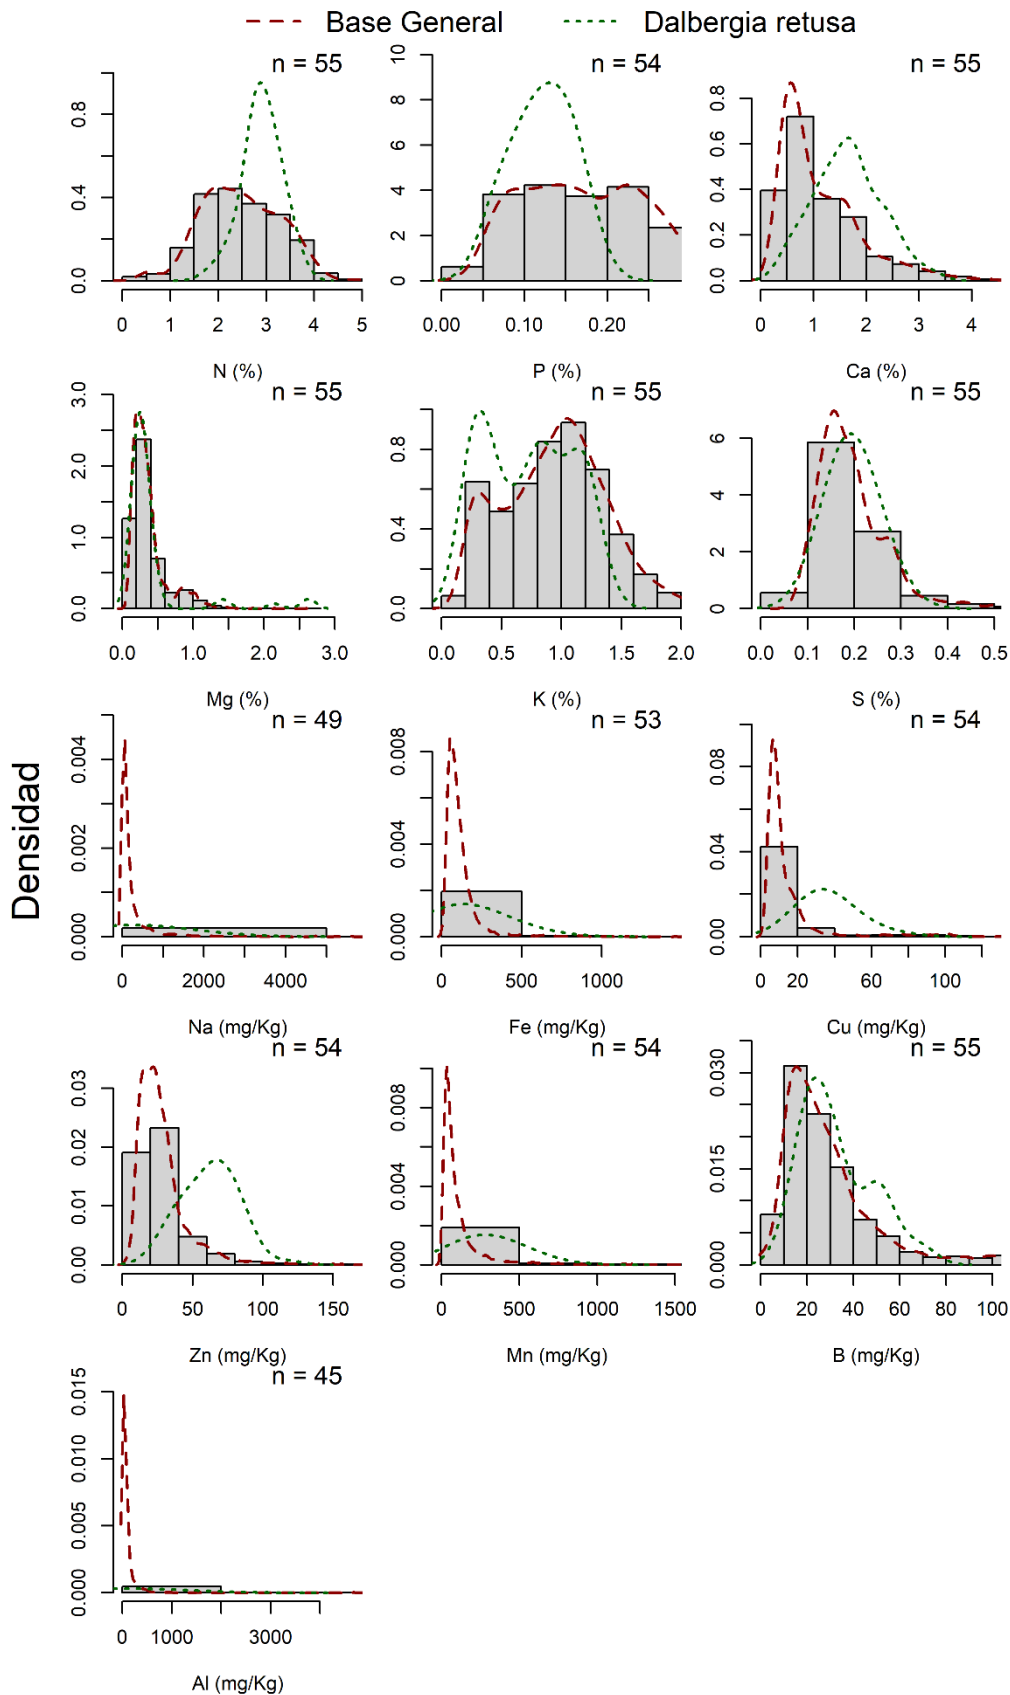 Base General Dalbergia retusa
n = 55 n = 54 n = 55
0.0 0.4 0.8
0 2 4 6 8 10
0.0 0.2 0.4 0.6 0.8
0 1 2 3 4 5
0.00 0.10 0.20
0 1 2 3 4
N (%) P (%) Ca (%)
n = 55 n = 55 n = 55
0.0 1.0 2.0 3.0
0.0 0.4 0.8
0 2 4 6
0.0 1.0 2.0 3.0
0.0 0.5 1.0 1.5 2.0
0.0 0.1 0.2 0.3 0.4 0.5
Mg (%) K (%) S (%)
n = 49 n = 53 n = 54
Densidad
0.000 0.002 0.004
0.000 0.004 0.008
0.00 0.04 0.08
0 2000 4000
0 500 1000
0 20 60 100
Na (mg/Kg) Fe (mg/Kg) Cu (mg/Kg)
n = 54 n = 54 n = 55
0.00 0.01 0.02 0.03
0.000 0.004 0.008
0.000 0.015 0.030
0 50 100 150
0 500 1000 1500
0 20 40 60 80 100
Zn (mg/Kg) Mn (mg/Kg) B (mg/Kg)
n = 45
0.000 0.005 0.010 0.015
0 1000 3000
Al (mg/Kg)